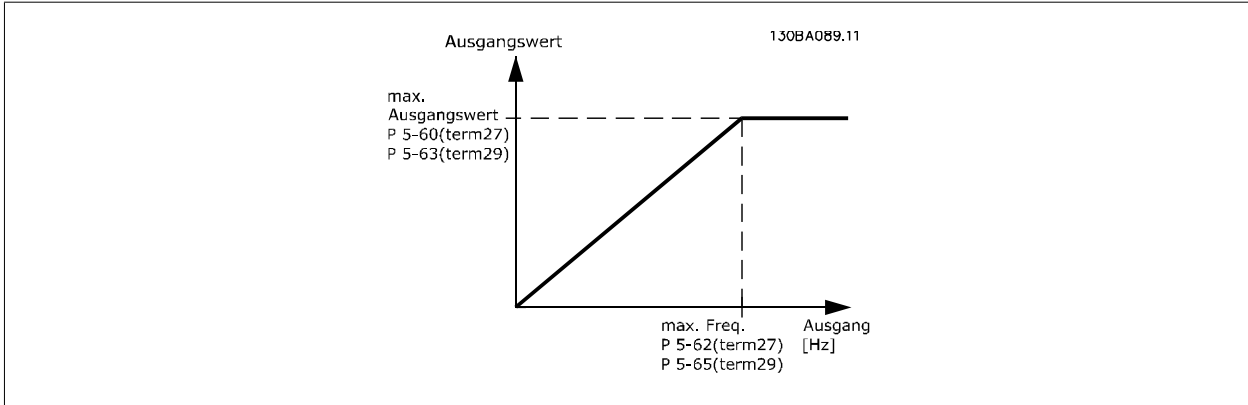 130BA089.11
Ausgangswert
max.
Ausgangswert
P 5-60(term27)
P 5-63(term29)
max. Freq.
P 5-62(term27)
P 5-65(term29)
Ausgang
[Hz]